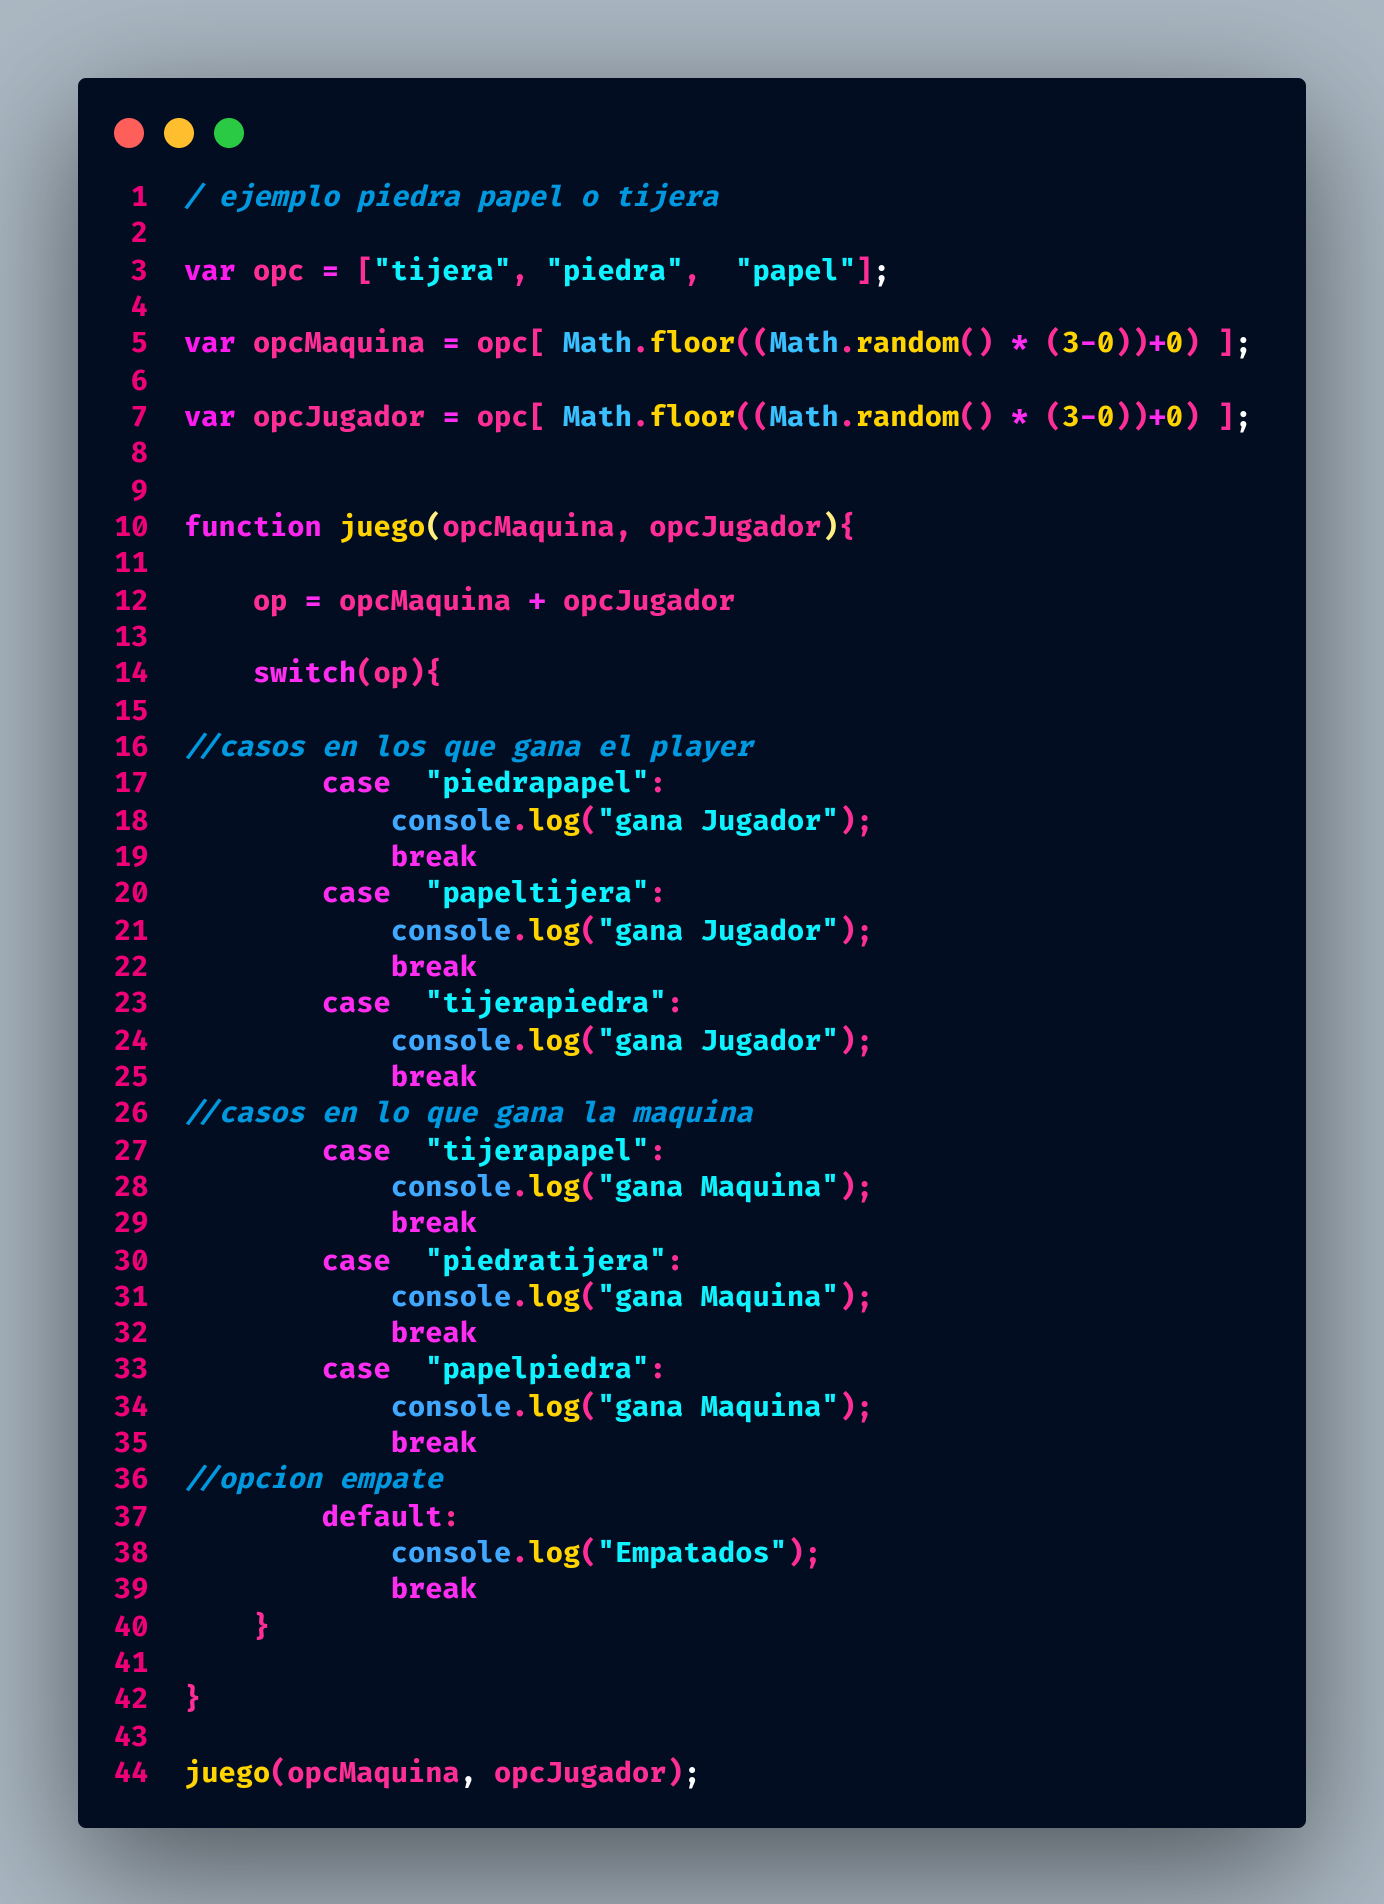 1 / ejemplo piedra papel o tijera
2
3 var opc = ["tijera", "piedra",  "papel"];
4
5 var opcMaquina = opc[ Math.floor((Math.random() * (3-0))+0) ];
6
7 var opcJugador = opc[ Math.floor((Math.random() * (3-0))+0) ];
8
9
10 function juego(opcMaquina, opcJugador){
11
12     op = opcMaquina + opcJugador
13
14     switch(op){
15
16 //casos en los que gana el player
17         case  "piedrapapel":
18             console.log("gana Jugador");
19             break
20         case  "papeltijera":
21             console.log("gana Jugador");
22             break
23         case  "tijerapiedra":
24             console.log("gana Jugador");
25             break
26 //casos en lo que gana la maquina
27         case  "tijerapapel":
28             console.log("gana Maquina");
29             break
30         case  "piedratijera":
31             console.log("gana Maquina");
32             break
33         case  "papelpiedra":
34             console.log("gana Maquina");
35             break
36 //opcion empate
37         default:
38             console.log("Empatados");
39             break
40     }
41
42 }
43
44 juego(opcMaquina, opcJugador);